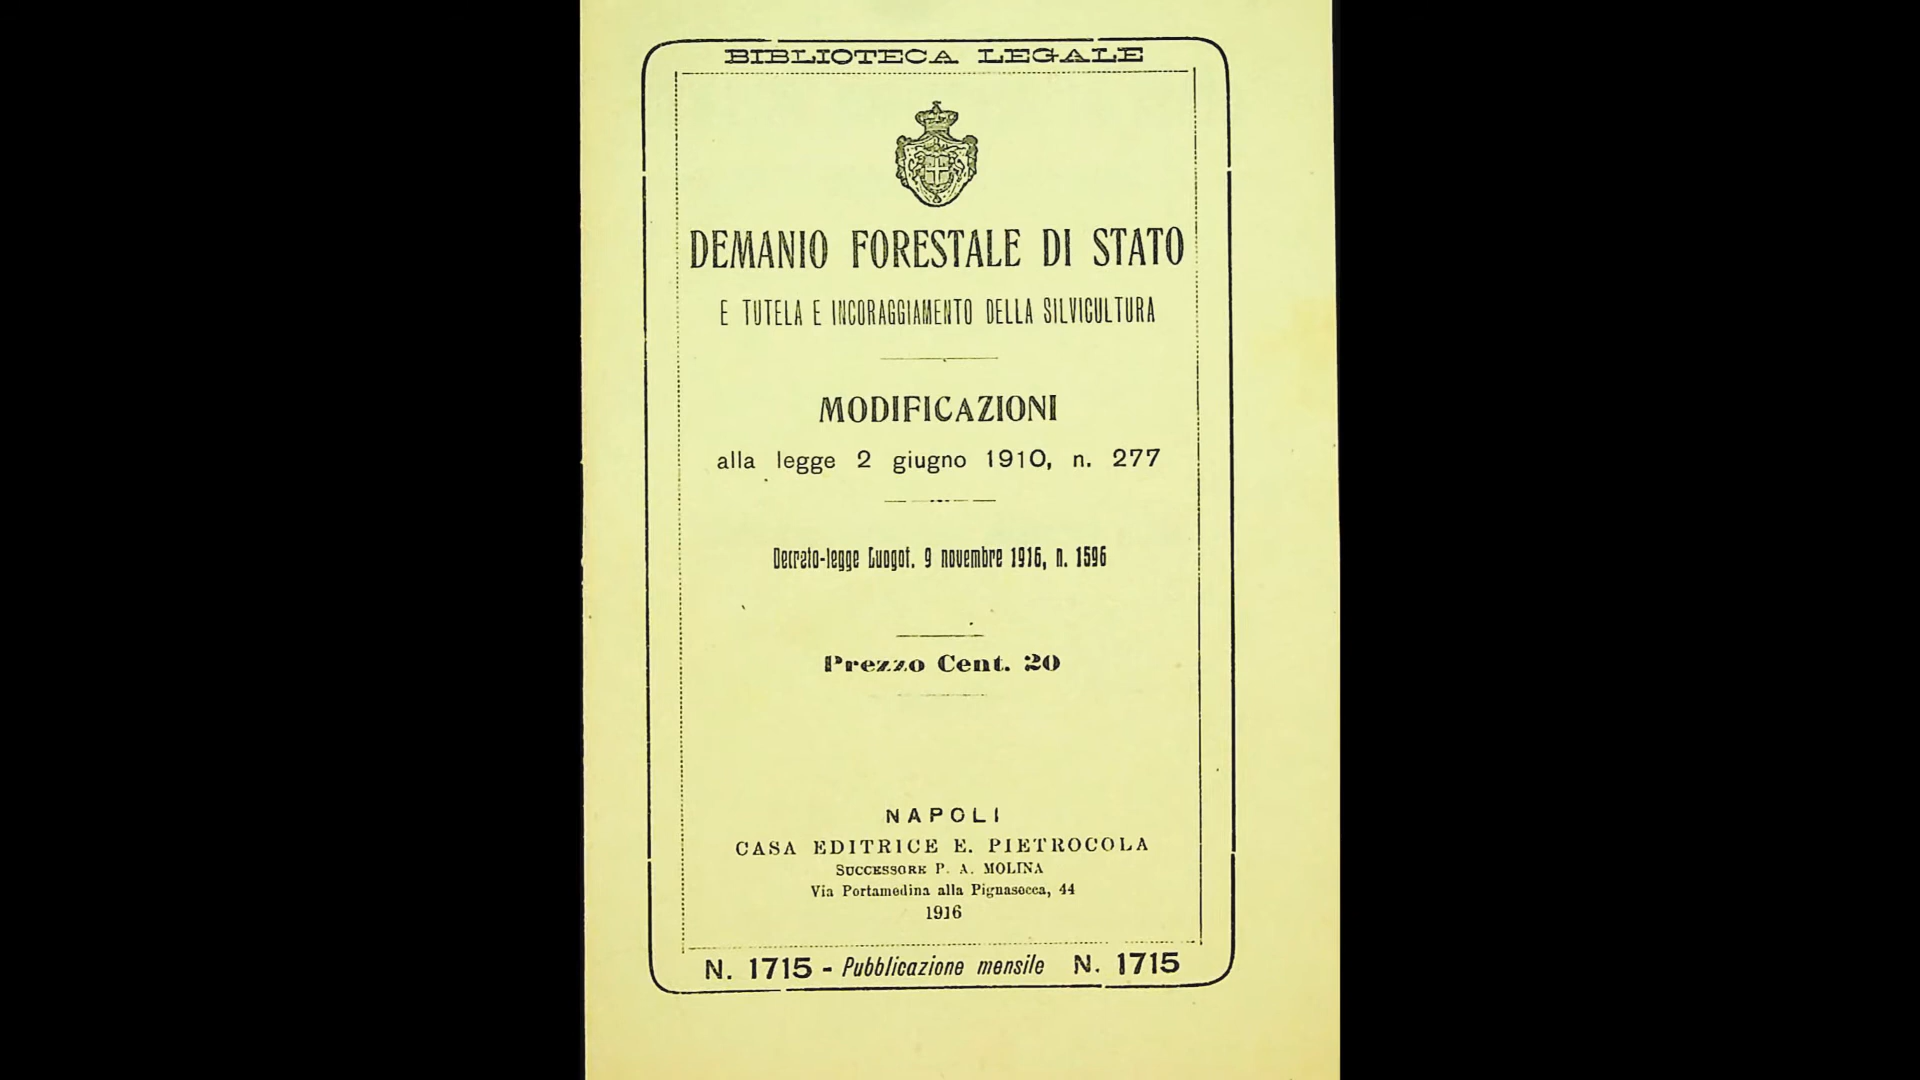 BIBLIOTECA LEGALE
DEMANIO FORESTALE DI STATO
E TUTELA E INCORAGGIAMENTO DELLA SILVICULTURA
MODIFICAZIONI
alla legge 2 giugno 1910, n. 277
Decreto-legge Luogot. 9 novembre 1916, n. 1596
Prezzo Cent. 20
NAPOLI
CASA EDITRICE E. PIETROCOLA
SUCCESSORE P. A. MOLINA
Via Portamedina alla Pignasecca, 44
1916
N. 1715 - Pubblicazione mensile N. 1715